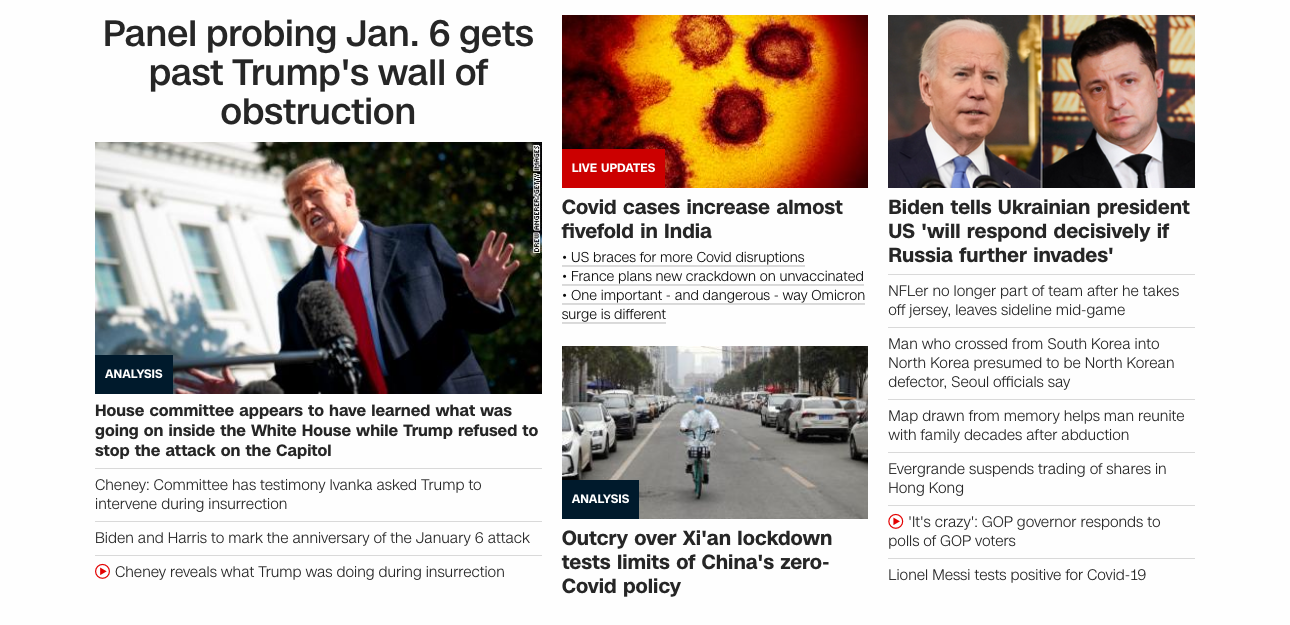 Panel probing Jan. 6 gets
past Trump's wall of
obstruction
DREW ANGERER/GETTY IMAGES
ANALYSIS
House committee appears to have learned what was
going on inside the White House while Trump refused to
stop the attack on the Capitol
Cheney: Committee has testimony Ivanka asked Trump to
intervene during insurrection
Biden and Harris to mark the anniversary of the January 6 attack
Cheney reveals what Trump was doing during insurrection
LIVE UPDATES
Covid cases increase almost
fivefold in India
• US braces for more Covid disruptions
• France plans new crackdown on unvaccinated
• One important - and dangerous - way Omicron
surge is different
ANALYSIS
Outcry over Xi'an lockdown
tests limits of China's zero-
Covid policy
Biden tells Ukrainian president
US 'will respond decisively if
Russia further invades'
NFLer no longer part of team after he takes
off jersey, leaves sideline mid-game
Man who crossed from South Korea into
North Korea presumed to be North Korean
defector, Seoul officials say
Map drawn from memory helps man reunite
with family decades after abduction
Evergrande suspends trading of shares in
Hong Kong
'It's crazy': GOP governor responds to
polls of GOP voters
Lionel Messi tests positive for Covid-19